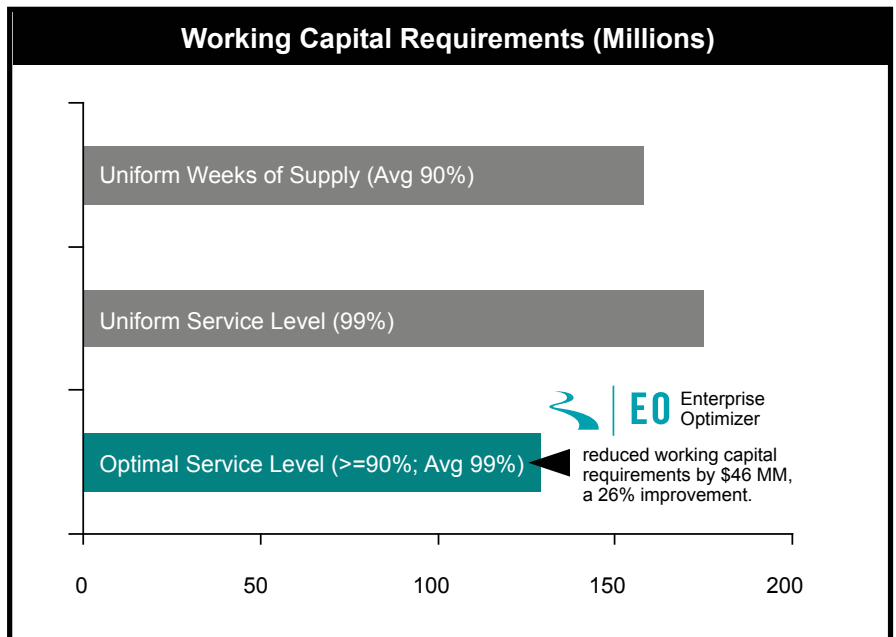 Working Capital Requirements (Millions)
Uniform Weeks of Supply (Avg 90%)
Uniform Service Level (99%)
EO Enterprise
Optimizer
Optimal Service Level (>=90%; Avg 99%)
reduced working capital
requirements by $46 MM,
a 26% improvement.
0 50 100 150 200